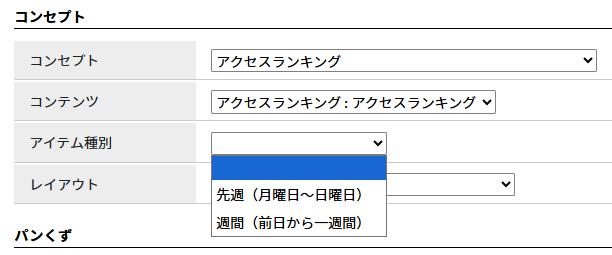 コンセプト
コンセプト
アクセスランキング
コンテンツ
アクセスランキング : アクセスランキング
アイテム種別
先週（月曜日～日曜日）
レイアウト
週間（前日から一週間）
パンくず